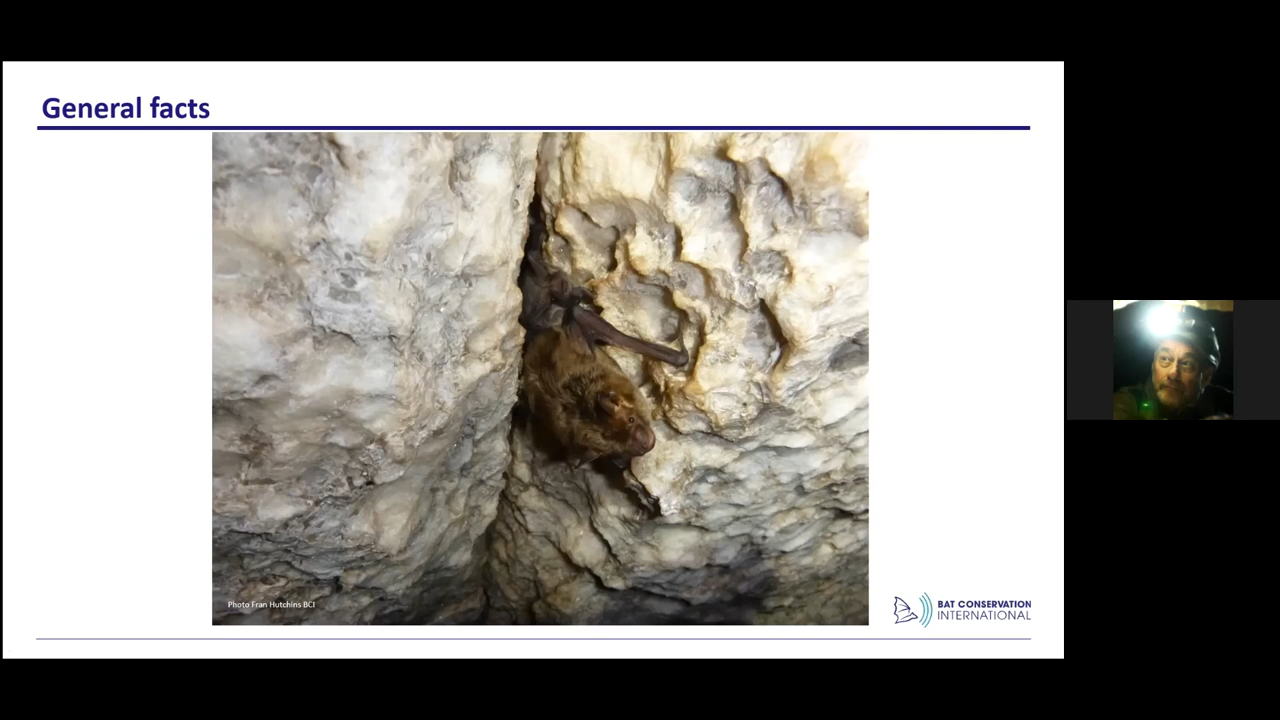 General facts
Photo Fran Hutchins BCI
BAT CONSERVATION
INTERNATIONAL